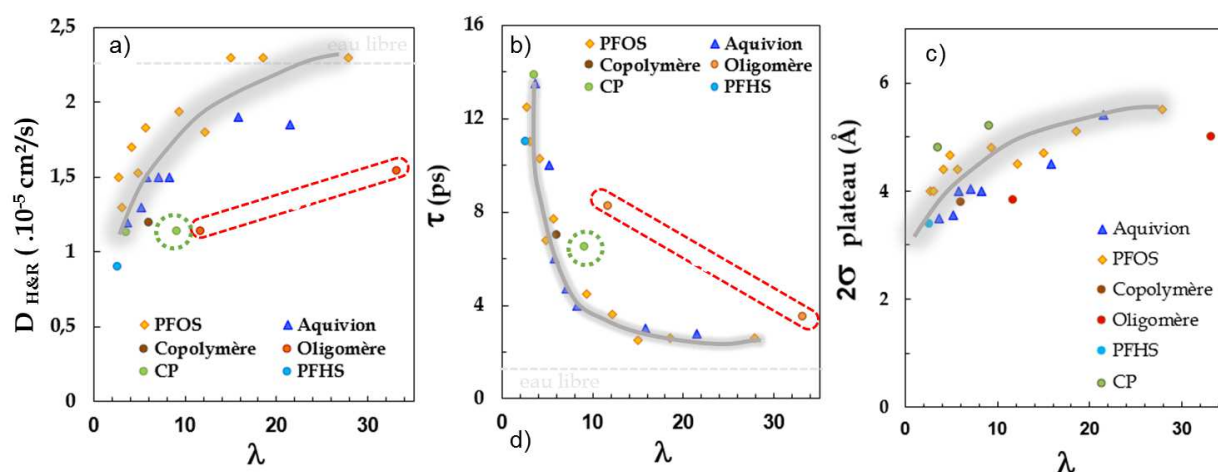 a)
D H&R ( .10⁻⁵ cm²/s)
2,5
2
1,5
1
0,5
0
eau libre
PFOS Aquivion
Copolymère Oligomère
CP PFHS
0 10 20 30
λ
b)
τ (ps)
16
12
8
4
0
PFOS Aquivion
Copolymère Oligomère
CP PFHS
eau libre
0 10 20 30
d)
λ
c)
2σ plateau (Å)
6
4
2
0
Aquivion
PFOS
Copolymère
Oligomère
PFHS
CP
0 10 20 30
λ